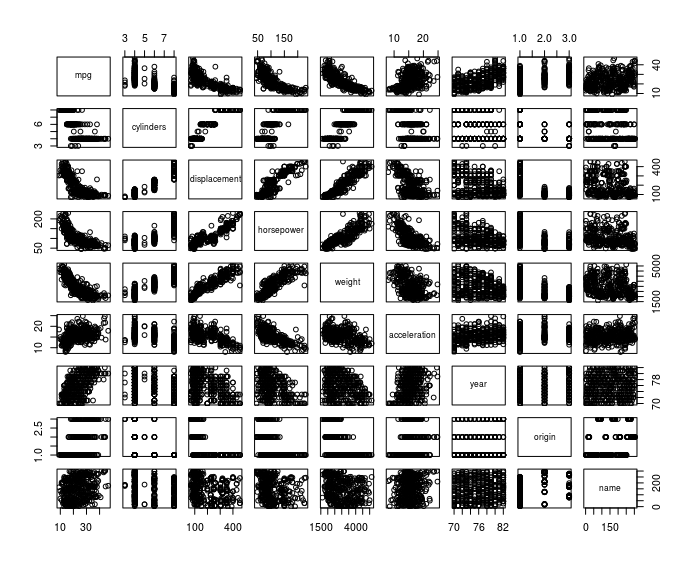 3 5 7 50 150 10 20 1.0 2.0 3.0
mpg 10 40
3 6 cylinders
displacement 100 400
50 200 horsepower
weight 1500 5000
10 20 acceleration
year 70 78
1.0 2.5 origin
name 0 200
10 30 100 400 1500 4000 70 76 82 0 150